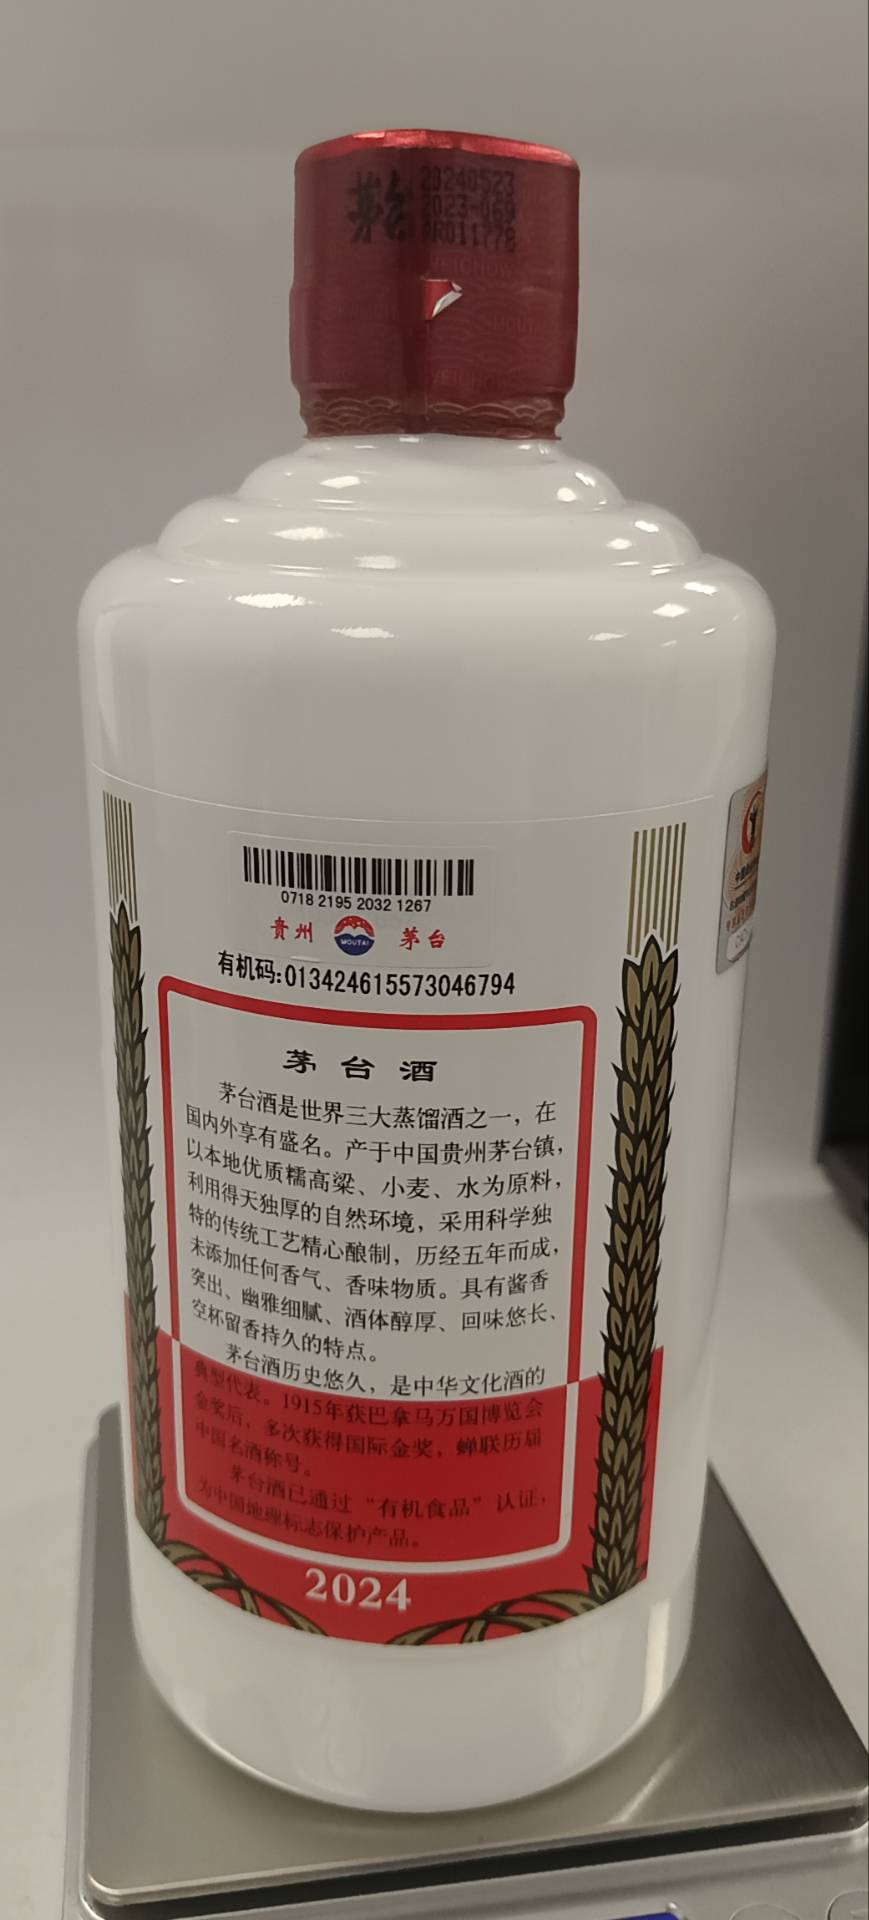 茅台
20240523
2023-069
AR011778
0718 2195 2032 1267
贵州 MOUTAI 茅台
有机码:013424615573046794
茅台酒
茅台酒是世界三大蒸馏酒之一，在
国内外享有盛名。产于中国贵州茅台镇，
以本地优质糯高粱、小麦、水为原料，
利用得天独厚的自然环境，采用科学独
特的传统工艺精心酿制，历经五年而成，
未添加任何香气、香味物质。具有酱香
突出、幽雅细腻、酒体醇厚、回味悠长、
空杯留香持久的特点。
茅台酒历史悠久，是中华文化酒的
典型代表。1915年获巴拿马万国博览会
金奖后，多次获得国际金奖，蝉联历届
中国名酒称号。
茅台酒已通过“有机食品”认证，
为中国地理标志保护产品。
2024